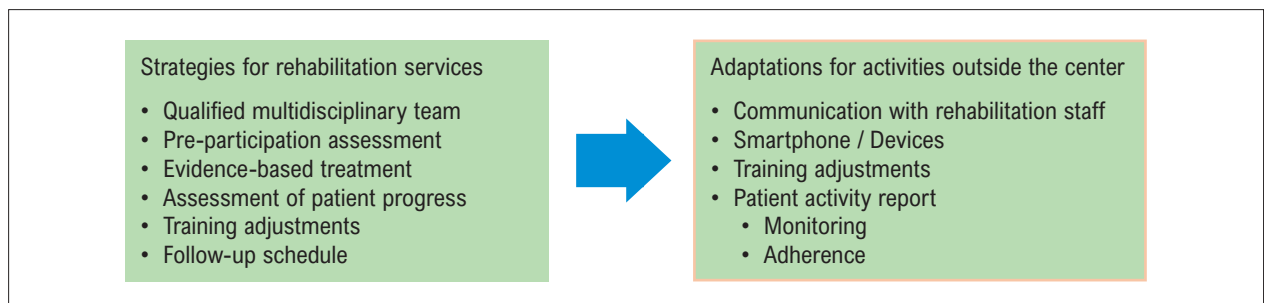 Strategies for rehabilitation services
• Qualified multidisciplinary team
• Pre-participation assessment
• Evidence-based treatment
• Assessment of patient progress
• Training adjustments
• Follow-up schedule
Adaptations for activities outside the center
• Communication with rehabilitation staff
• Smartphone / Devices
• Training adjustments
• Patient activity report
• Monitoring
• Adherence